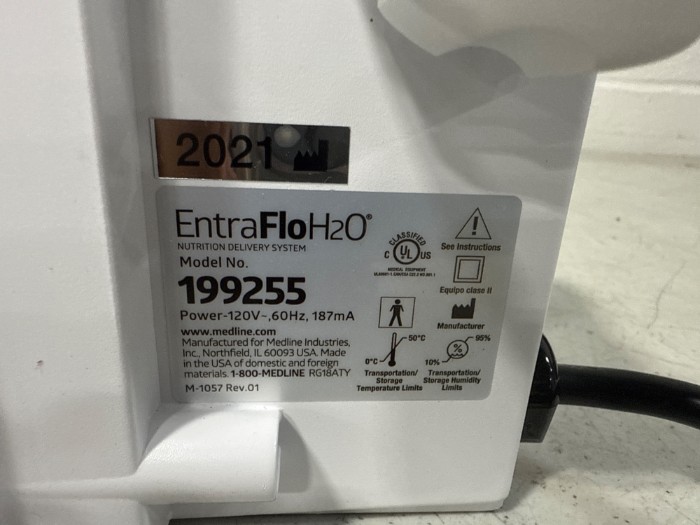 2021
EntraFloH2O®
NUTRITION DELIVERY SYSTEM
Model No.
199255
Power-120V~,60Hz, 187mA
www.medline.com
Manufactured for Medline Industries,
Inc., Northfield, IL 60093 USA. Made
in the USA of domestic and foreign
materials. 1-800-MEDLINE RG18ATY
M-1057 Rev.01
CLASSIFIED
C UL US
MEDICAL EQUIPMENT
See Instructions
Equipo clase II
Manufacturer
50°C
0°C
Transportation/
Storage
Temperature Limits
95%
%
10%
Transportation/
Storage Humidity
Limits